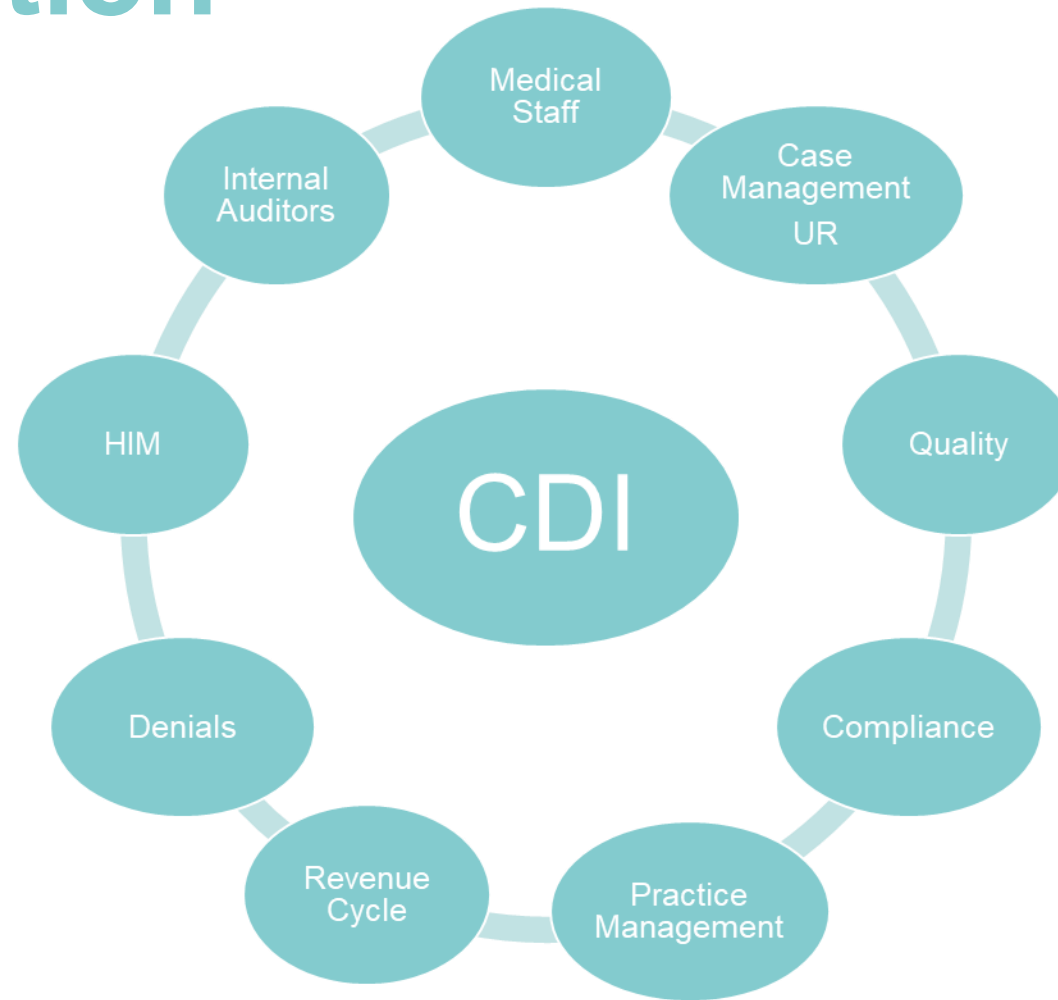 Medical
Staff
Case
Management
UR
Quality
Compliance
Practice
Management
Revenue
Cycle
Denials
HIM
Internal
Auditors
CDI